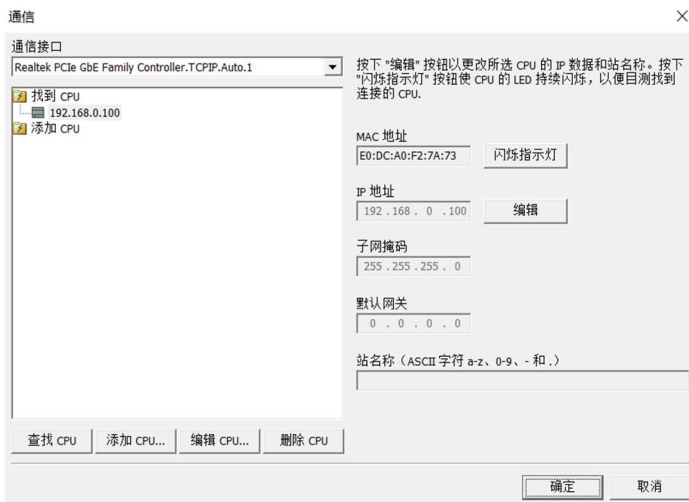 通信
通信接口
Realtek PCIe GbE Family Controller.TCPIP.Auto.1
找到 CPU
192.168.0.100
添加 CPU
按下 "编辑" 按钮以更改所选 CPU 的 IP 数据和站名称。按下
"闪烁指示灯" 按钮使 CPU 的 LED 持续闪烁，以便目测找到
连接的 CPU.
MAC 地址
E0:DC:A0:F2:7A:73
闪烁指示灯
IP 地址
192 . 168 . 0 . 100
编辑
子网掩码
255 . 255 . 255 . 0
默认网关
0 . 0 . 0 . 0
站名称（ASCII 字符 a-z、0-9、- 和 .）
查找 CPU
添加 CPU...
编辑 CPU...
删除 CPU
确定
取消